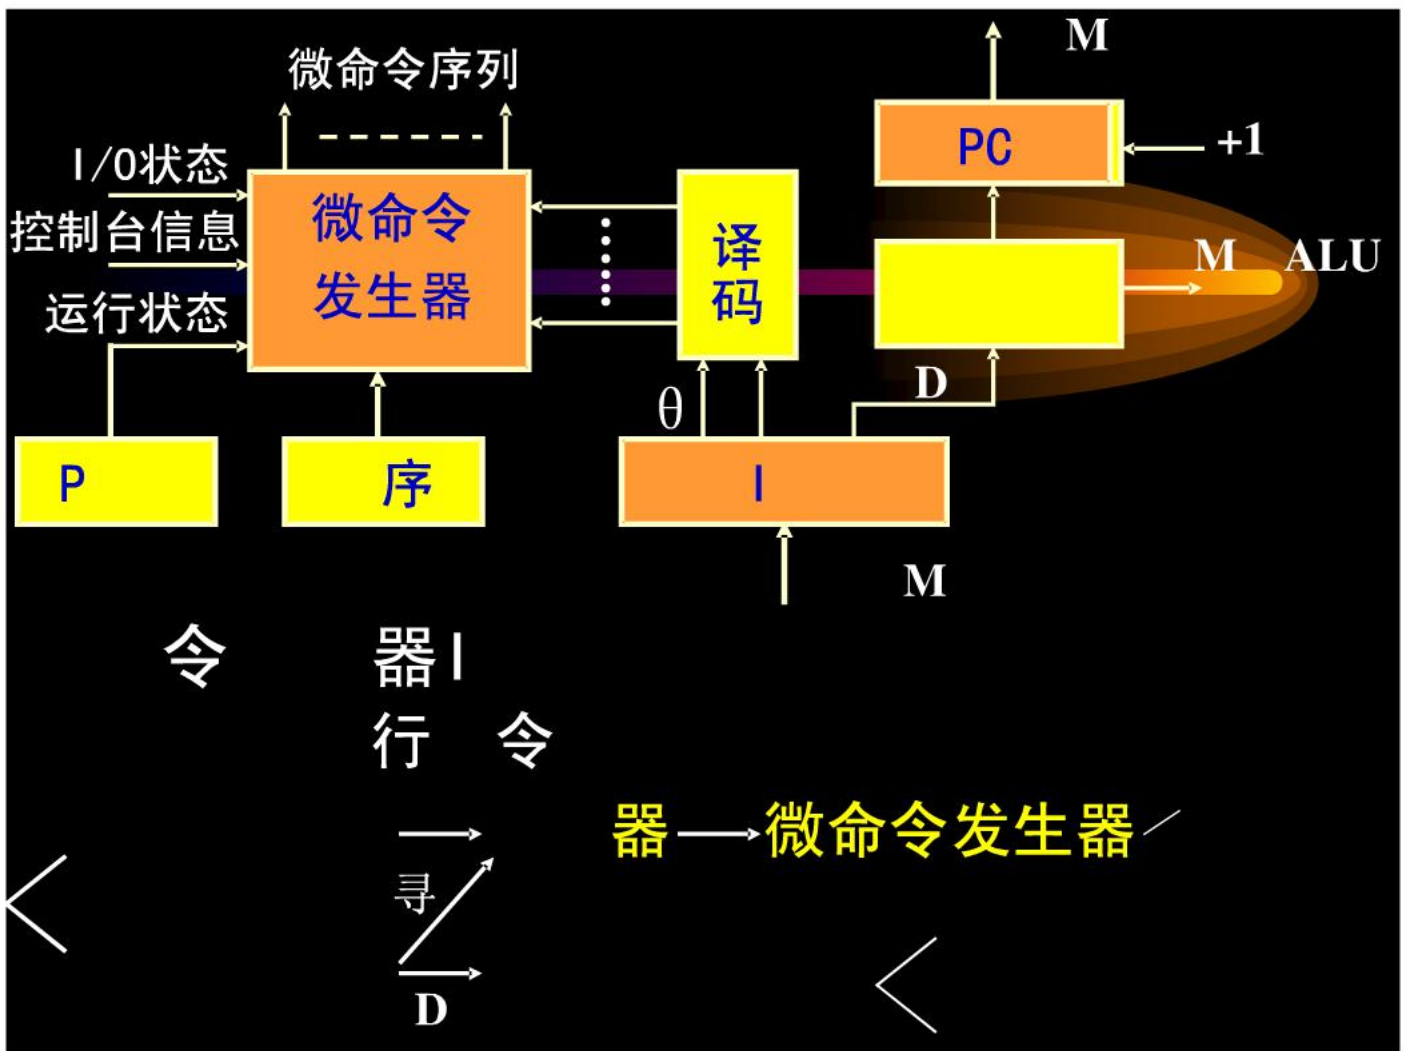 M
微命令序列
PC
+1
I/O状态
控制台信息
运行状态
微命令
发生器
译
码
M ALU
D
θ
P
序
I
M
令 器I
行 令
器 微命令发生器
寻
D